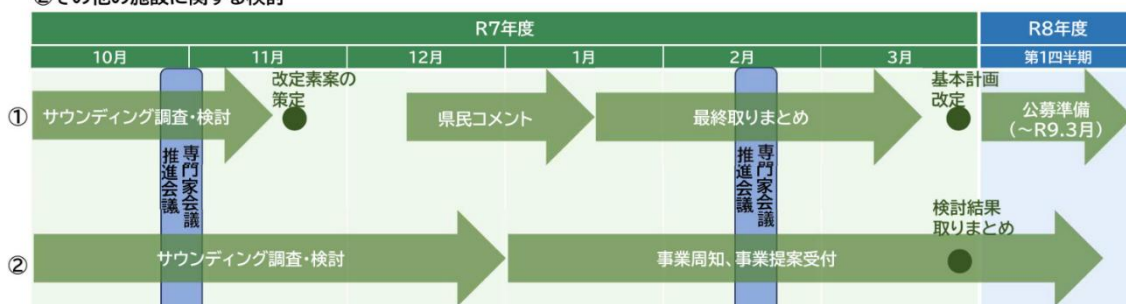 ②その他の施設に関する検討
R7年度
R8年度
10月
11月
12月
1月
2月
3月
第1四半期
①
サウンディング調査・検討
改定素案の
策定
県民コメント
最終取りまとめ
基本計画
改定
公募準備
(～R9.3月)
専門家会議
推進会議
専門家会議
推進会議
②
サウンディング調査・検討
事業周知、事業提案受付
検討結果
取りまとめ